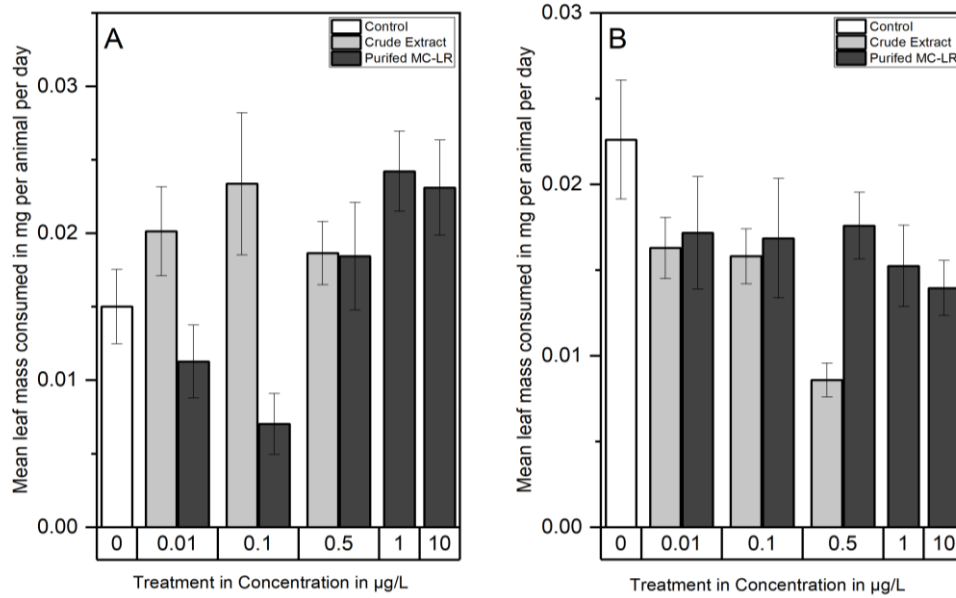 A
Control
Crude Extract
Purifed MC-LR
Mean leaf mass consumed in mg per animal per day
0.03
0.02
0.01
0.00
0 0.01 0.1 0.5 1 10
Treatment in Concentration in µg/L
B
Control
Crude Extract
Purifed MC-LR
Mean leaf mass consumed in mg per animal per day
0.03
0.02
0.01
0.00
0 0.01 0.1 0.5 1 10
Treatment in Concentration in µg/L